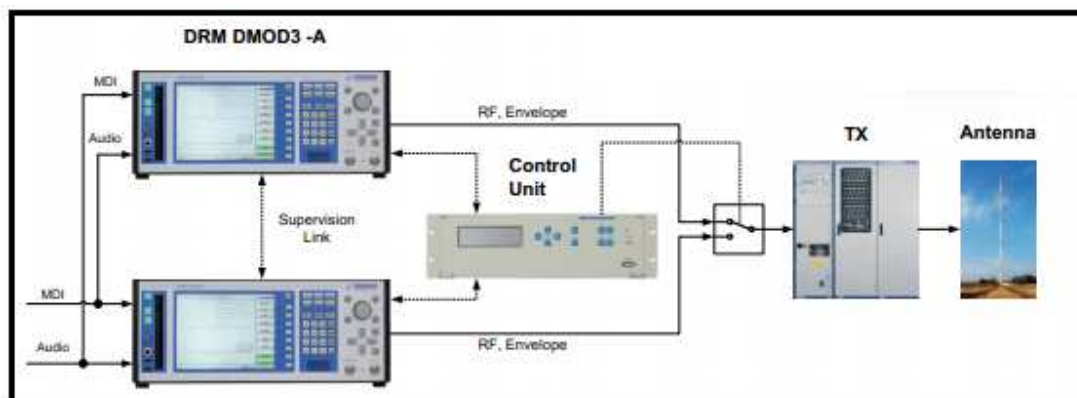 DRM DMOD3 -A
MDI
Audio
RF, Envelope
TX
Antenna
Control
Unit
Supervision
Link
MDI
Audio
RF, Envelope